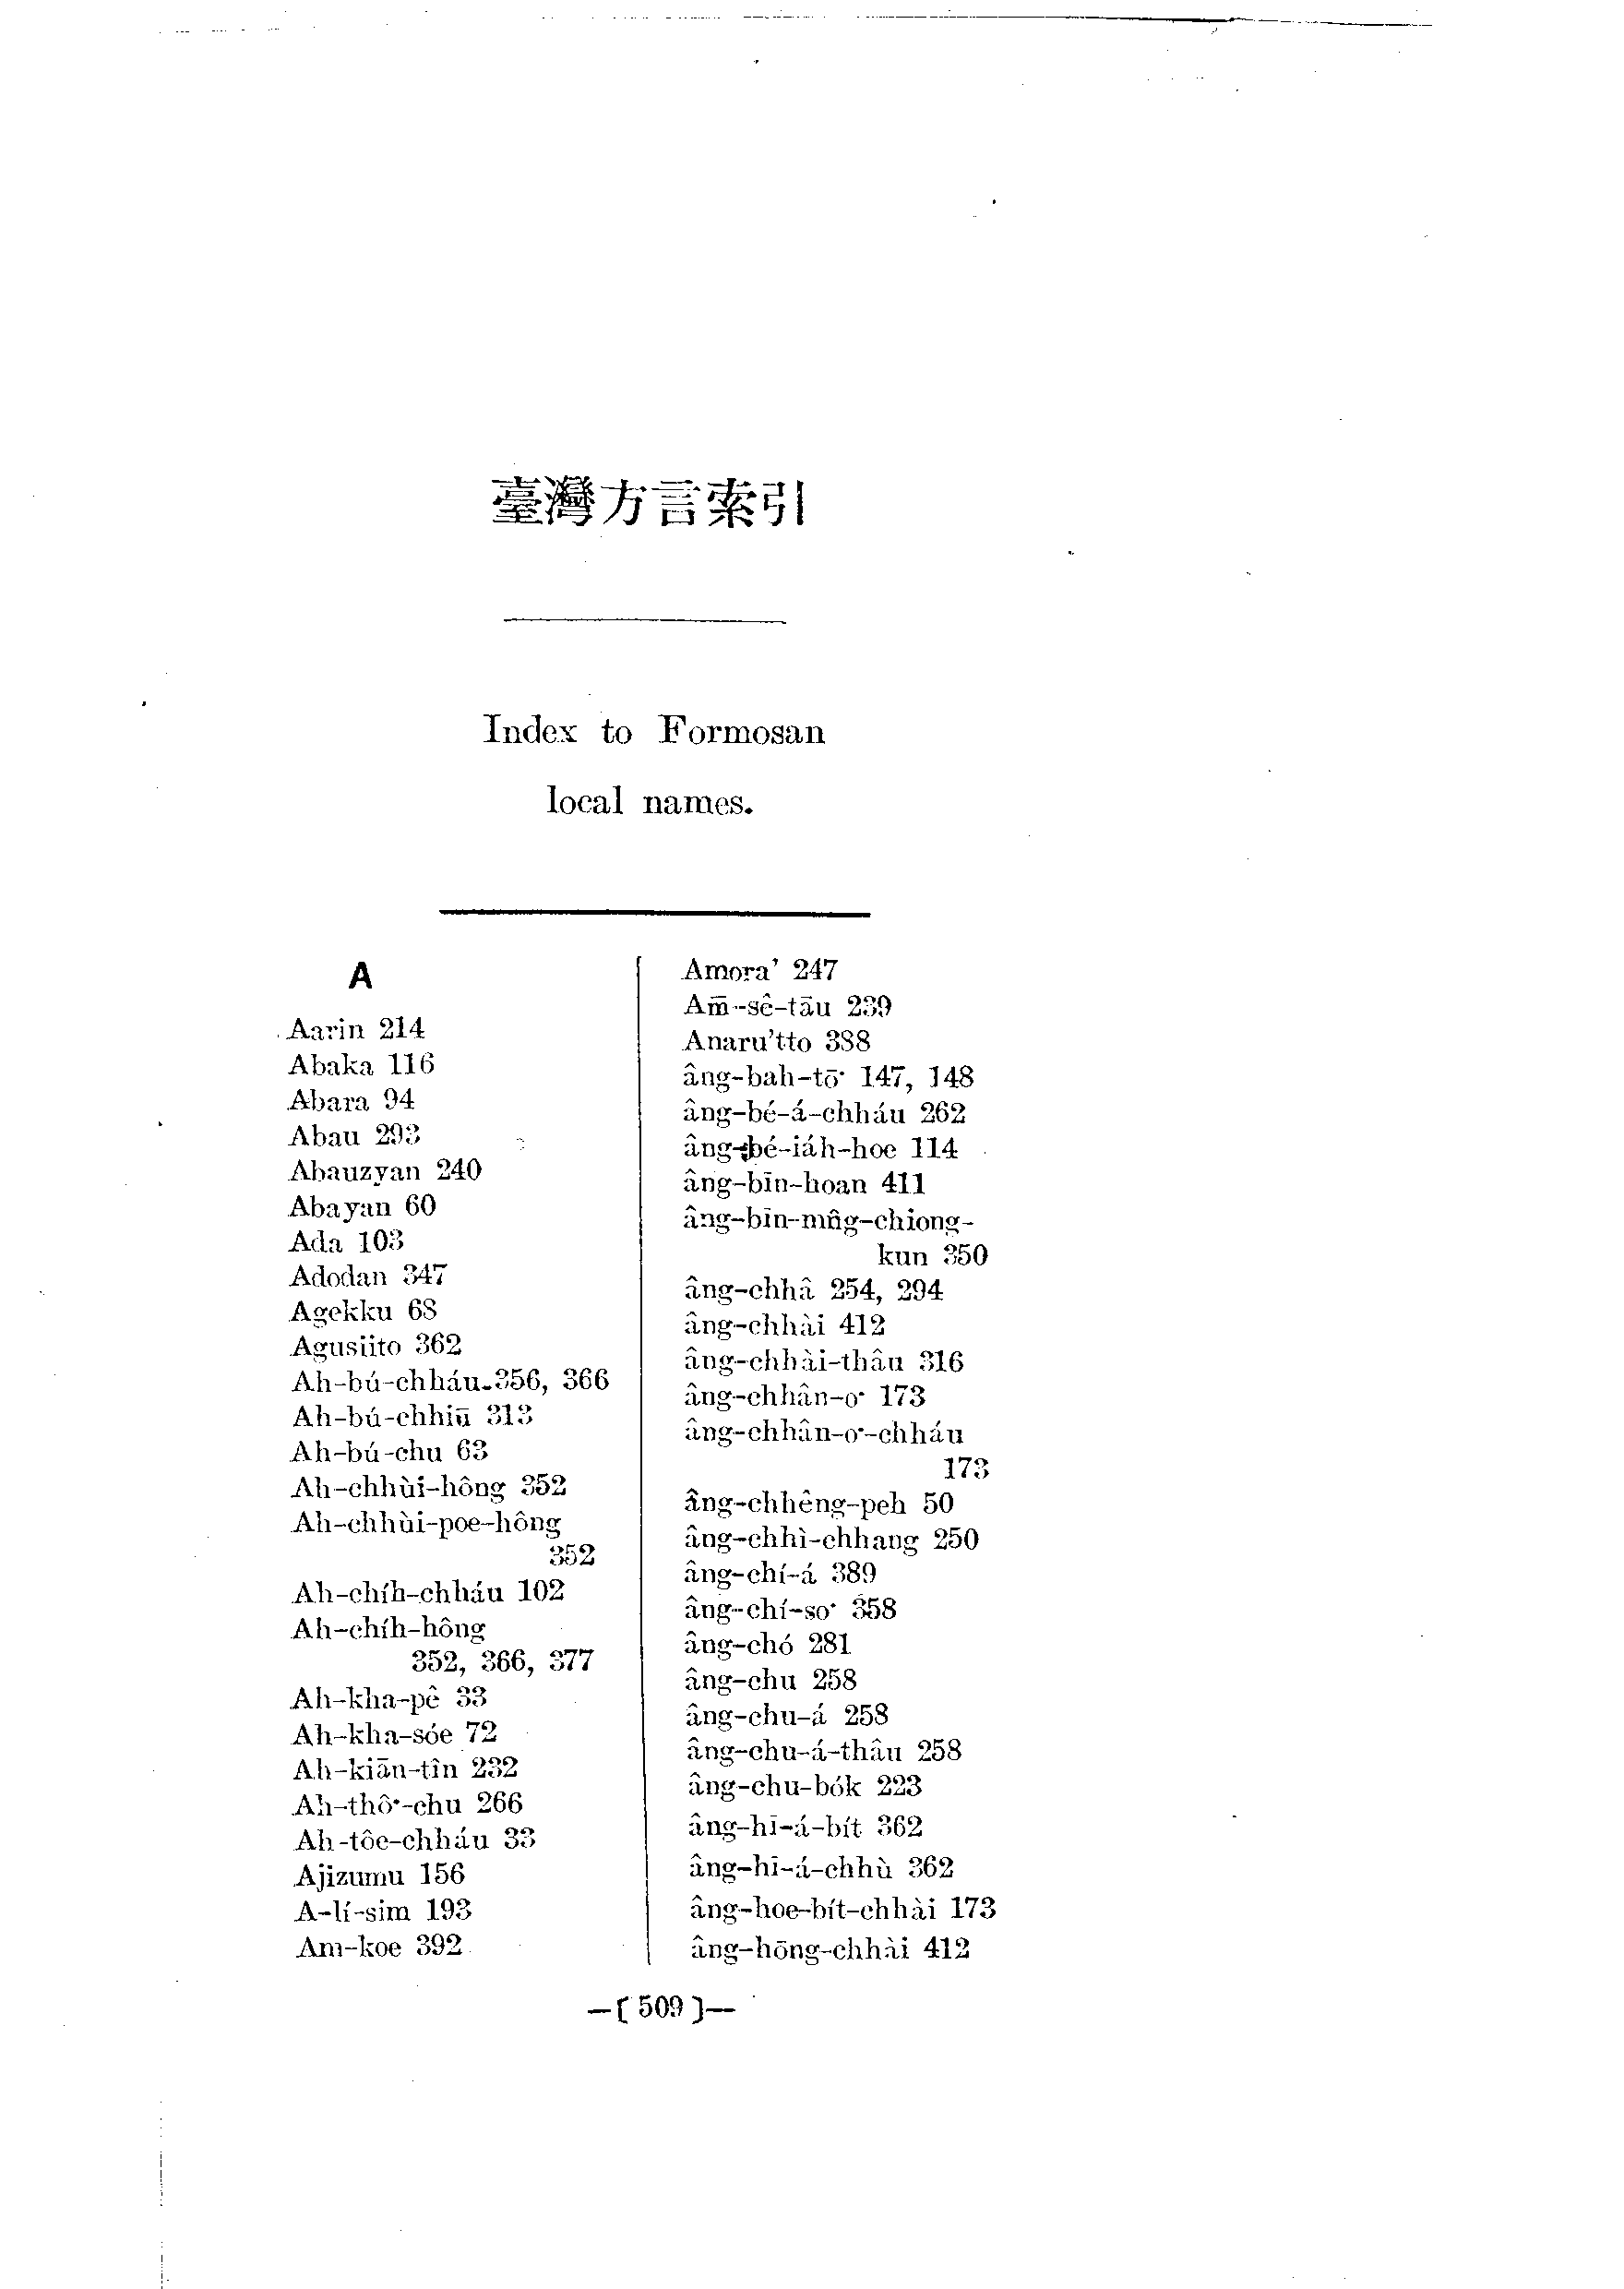 臺灣方言索引
Index to Formosan
local names.
A
Aarin 214
Abaka 116
Abara 94
Abau 293
Abauzyan 240
Abayan 60
Ada 103
Adodan 347
Agekku 68
Agusiito 362
Ah-bú-chháu 356, 366
Ah-bú-chhiū 313
Ah-bú-chu 63
Ah-chhùi-hông 352
Ah-chhùi-poe-hông
352
Ah-chíh-chháu 102
Ah-chíh-hông
352, 366, 377
Ah-kha-pê 33
Ah-kha-sóe 72
Ah-kiān-tîn 232
Ah-thô·-chu 266
Ah-tôe-chháu 33
Ajizumu 156
A-lí-sim 193
Am-koe 392
Amora' 247
Am̄-sê-tāu 239
Anaru'tto 388
âng-bah-tō· 147, 148
âng-bé-á-chháu 262
âng-bé-iáh-hoe 114
âng-bīn-hoan 411
âng-bīn-mn̂g-chiong-
kun 350
âng-chhâ 254, 294
âng-chhài 412
âng-chhài-thâu 316
âng-chhân-o· 173
âng-chhân-o·-chháu
173
âng-chhêng-peh 50
âng-chhì-chhang 250
âng-chí-á 389
âng-chí-so· 358
âng-chó 281
âng-chu 258
âng-chu-á 258
âng-chu-á-thâu 258
âng-chu-bók 223
âng-hī-á-bít 362
âng-hī-á-chhù 362
âng-hoe-bít-chhài 173
âng-hōng-chhài 412
—[ 509 ]—